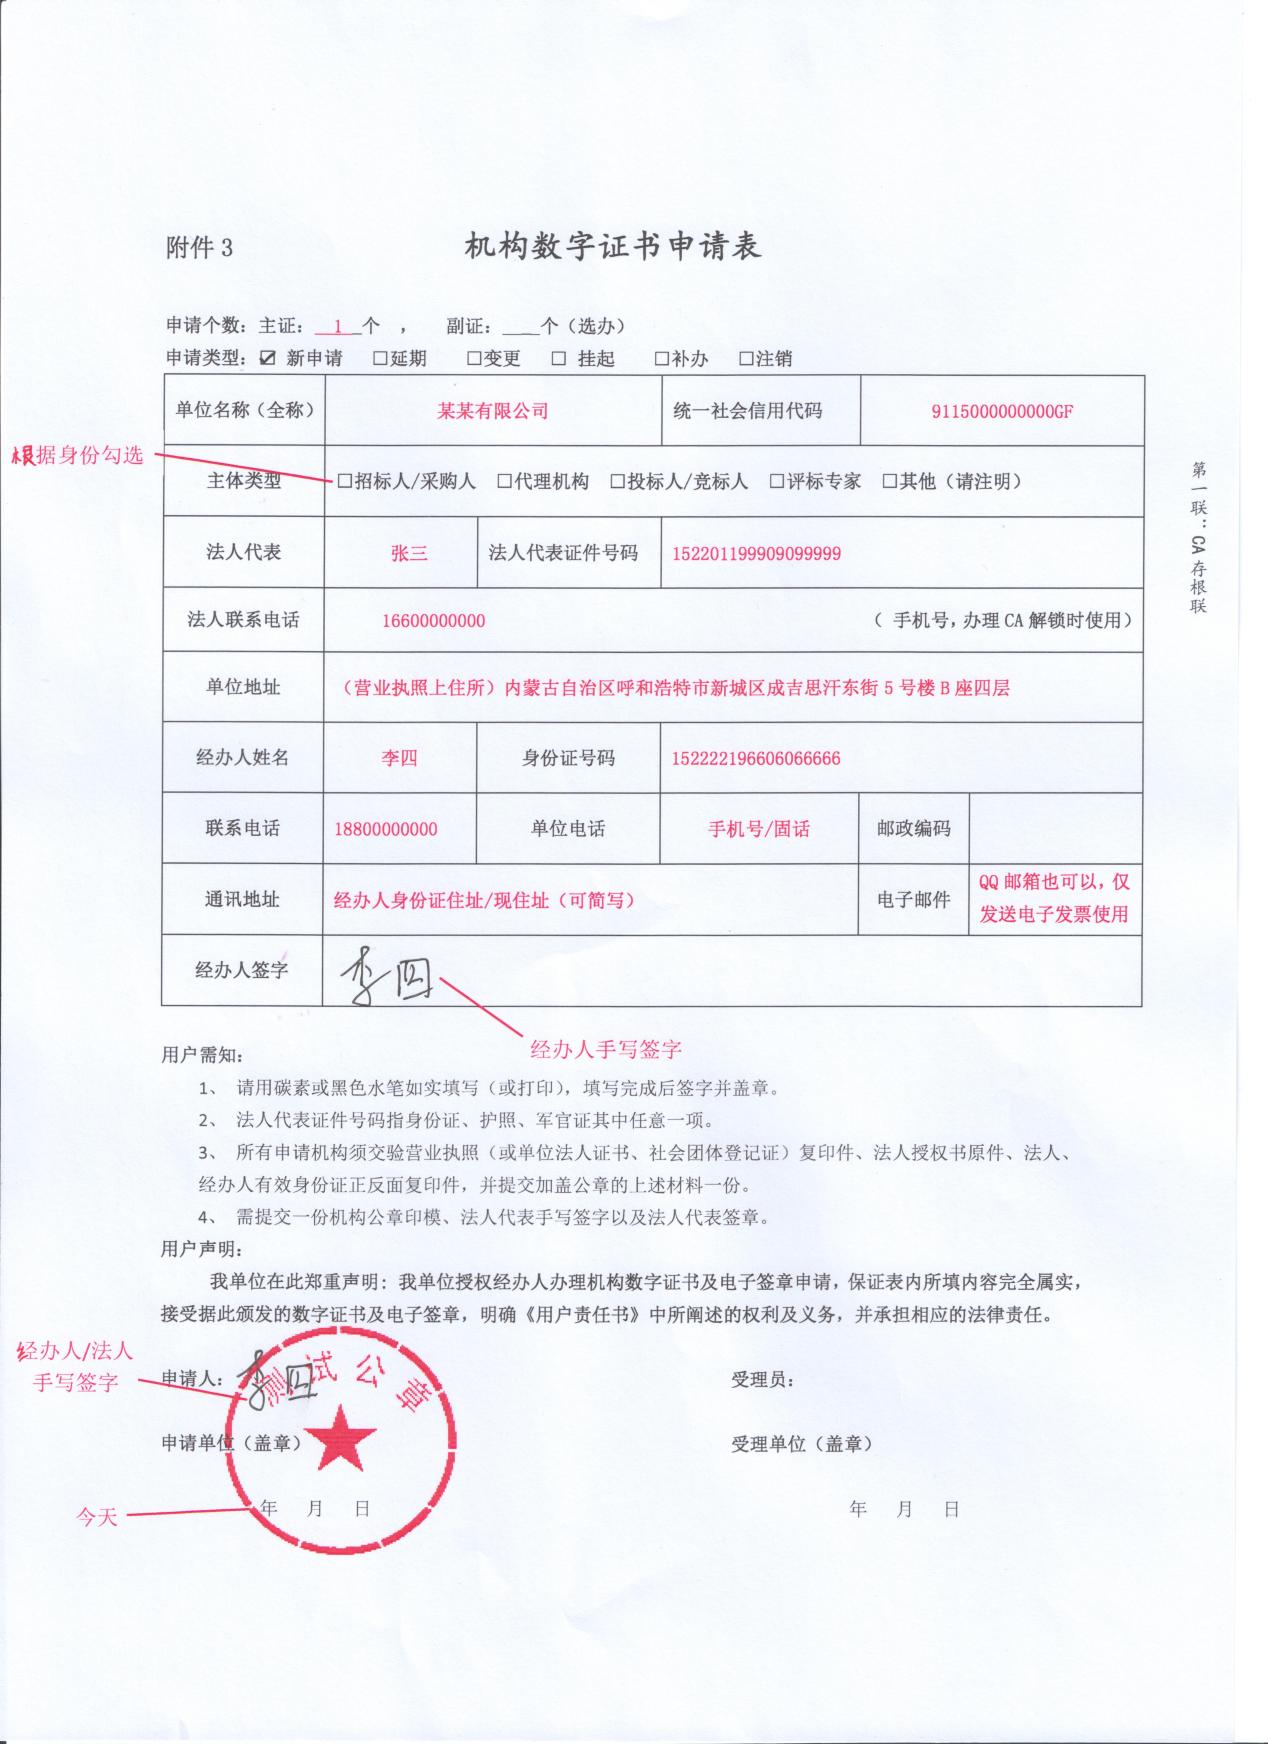 附件 3
机构数字证书申请表
申请个数：主证：__1__个 ， 副证：____个（选办）
申请类型：☑ 新申请 □延期 □变更 □ 挂起 □补办 □注销
单位名称（全称） 某某有限公司 统一社会信用代码 9115000000000GF
根据身份勾选
主体类型 □招标人/采购人 □代理机构 □投标人/竞标人 □评标专家 □其他（请注明）
法人代表 张三 法人代表证件号码 152201199909099999
法人联系电话 16600000000 （ 手机号，办理 CA 解锁时使用）
单位地址 （营业执照上住所）内蒙古自治区呼和浩特市新城区成吉思汗东街 5 号楼 B 座四层
经办人姓名 李四 身份证号码 152222196606066666
联系电话 18800000000 单位电话 手机号/固话 邮政编码
通讯地址 经办人身份证住址/现住址（可简写） 电子邮件 QQ 邮箱也可以，仅
发送电子发票使用
经办人签字 李四
经办人手写签字
第一联：CA 存根联
用户需知：
1、 请用碳素或黑色水笔如实填写（或打印），填写完成后签字并盖章。
2、 法人代表证件号码指身份证、护照、军官证其中任意一项。
3、 所有申请机构须交验营业执照（或单位法人证书、社会团体登记证）复印件、法人授权书原件、法人、
经办人有效身份证正反面复印件，并提交加盖公章的上述材料一份。
4、 需提交一份机构公章印模、法人代表手写签字以及法人代表签章。
用户声明：
我单位在此郑重声明：我单位授权经办人办理机构数字证书及电子签章申请，保证表内所填内容完全属实，
接受据此颁发的数字证书及电子签章，明确《用户责任书》中所阐述的权利及义务，并承担相应的法律责任。
经办人/法人
手写签字
申请人：李四 受理员：
测试公章
申请单位（盖章） 受理单位（盖章）
今天
年 月 日 年 月 日